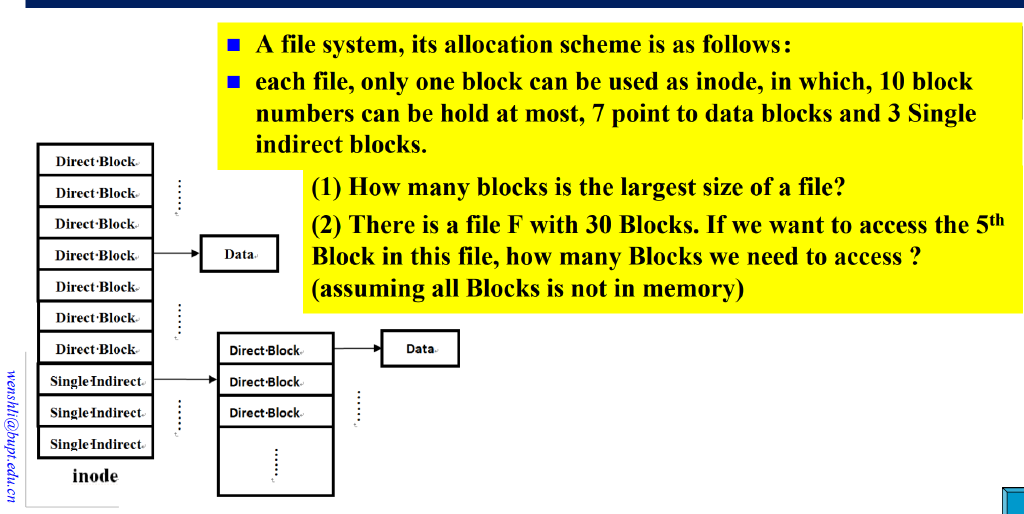 ■ A file system, its allocation scheme is as follows:
■ each file, only one block can be used as inode, in which, 10 block
numbers can be hold at most, 7 point to data blocks and 3 Single
indirect blocks.
(1) How many blocks is the largest size of a file?
(2) There is a file F with 30 Blocks. If we want to access the 5th
Block in this file, how many Blocks we need to access ?
(assuming all Blocks is not in memory)
Direct Block
Direct Block
Direct Block
Direct Block
Direct Block
Direct Block
Direct Block
Single Indirect
Single Indirect
Single Indirect
inode
Data
Direct Block
Direct Block
Direct Block
Data
wenshli@bupt.edu.cn